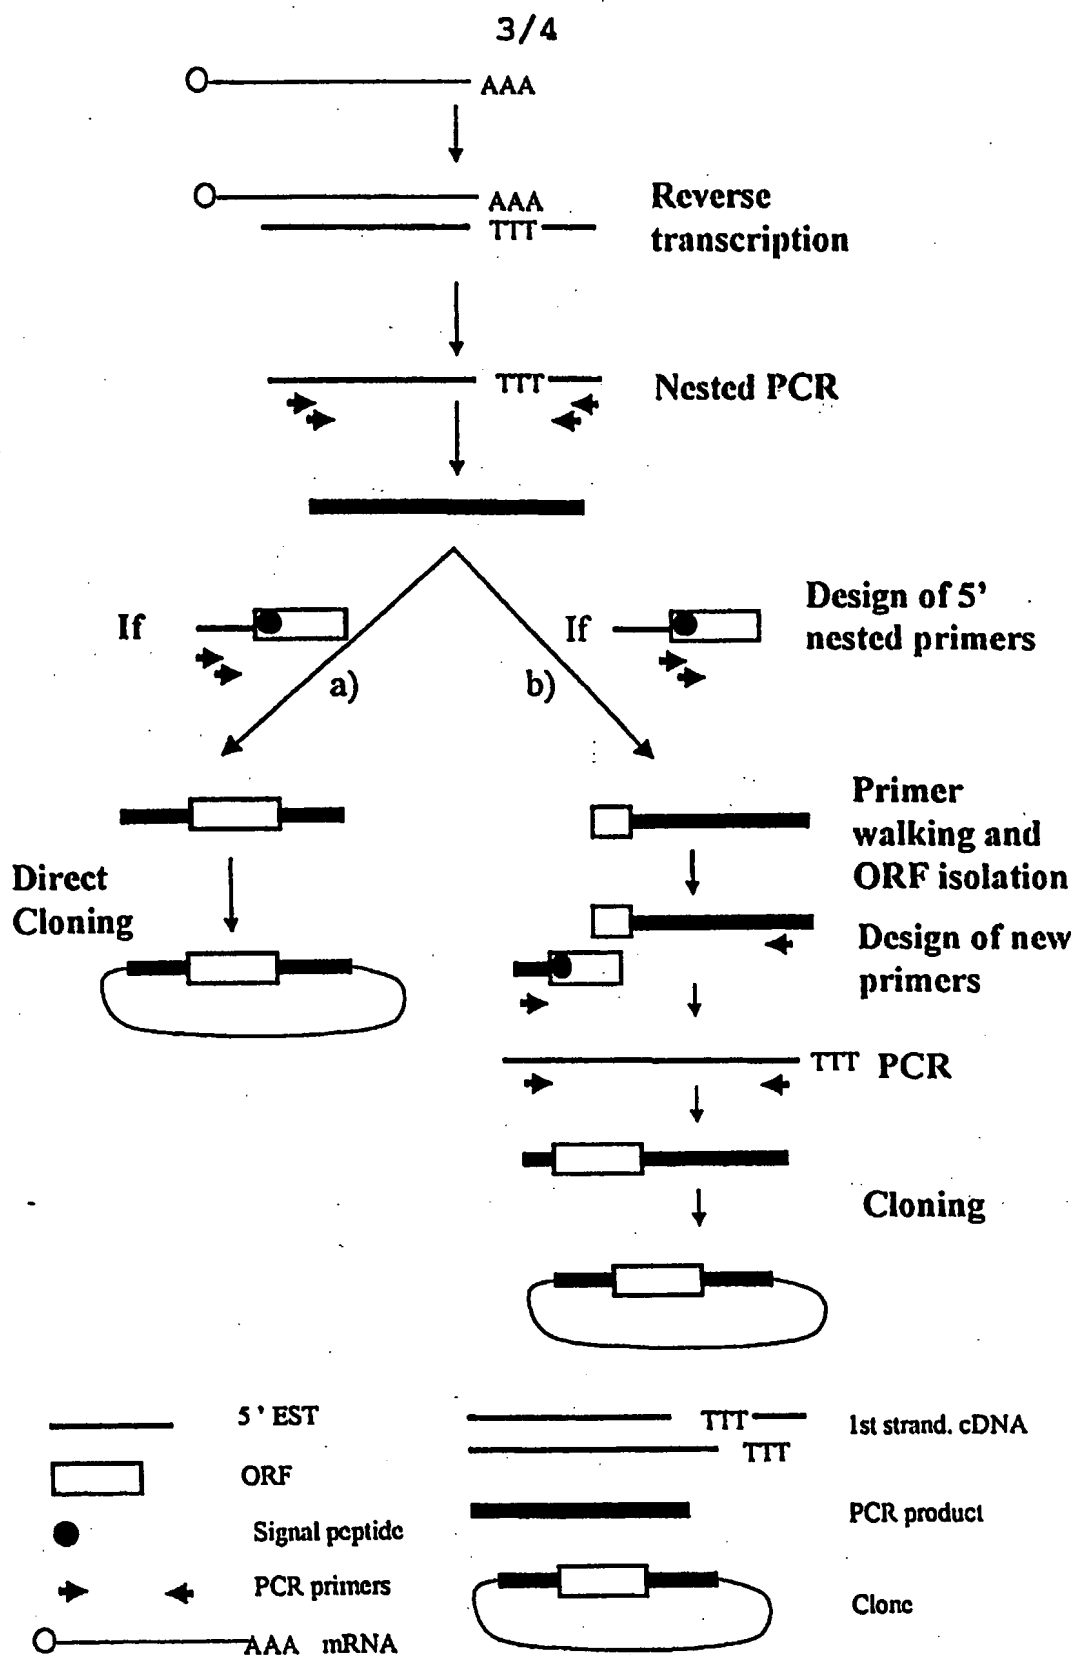 3/4
AAA
AAA
TTT
Reverse
transcription
TTT
Nested PCR
If
If
Design of 5'
nested primers
a)
b)
Primer
walking and
ORF isolation
Direct
Cloning
Design of new
primers
TTT PCR
Cloning
5' EST
TTT
1st strand. cDNA
TTT
ORF
PCR product
Signal peptide
PCR primers
Clone
AAA mRNA